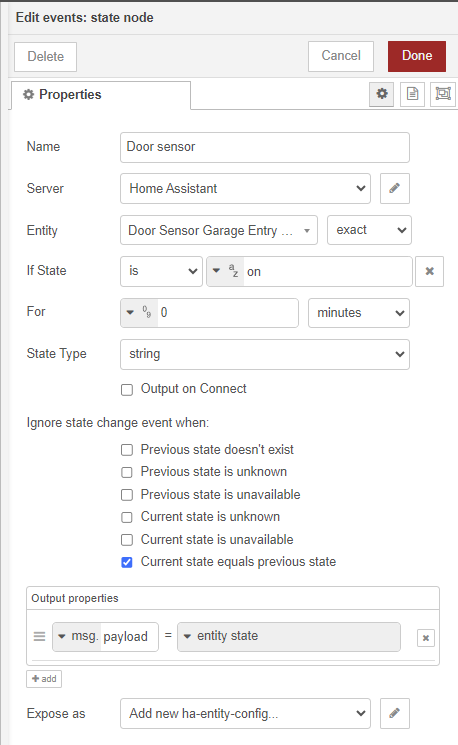 Edit events: state node
Delete
Cancel
Done
Properties
Name
Door sensor
Server
Home Assistant
Entity
Door Sensor Garage Entry ...
exact
If State
is
a
z
on
For
0
9
0
minutes
State Type
string
Output on Connect
Ignore state change event when:
Previous state doesn't exist
Previous state is unknown
Previous state is unavailable
Current state is unknown
Current state is unavailable
Current state equals previous state
Output properties
msg. payload = entity state
+ add
Expose as
Add new ha-entity-config...